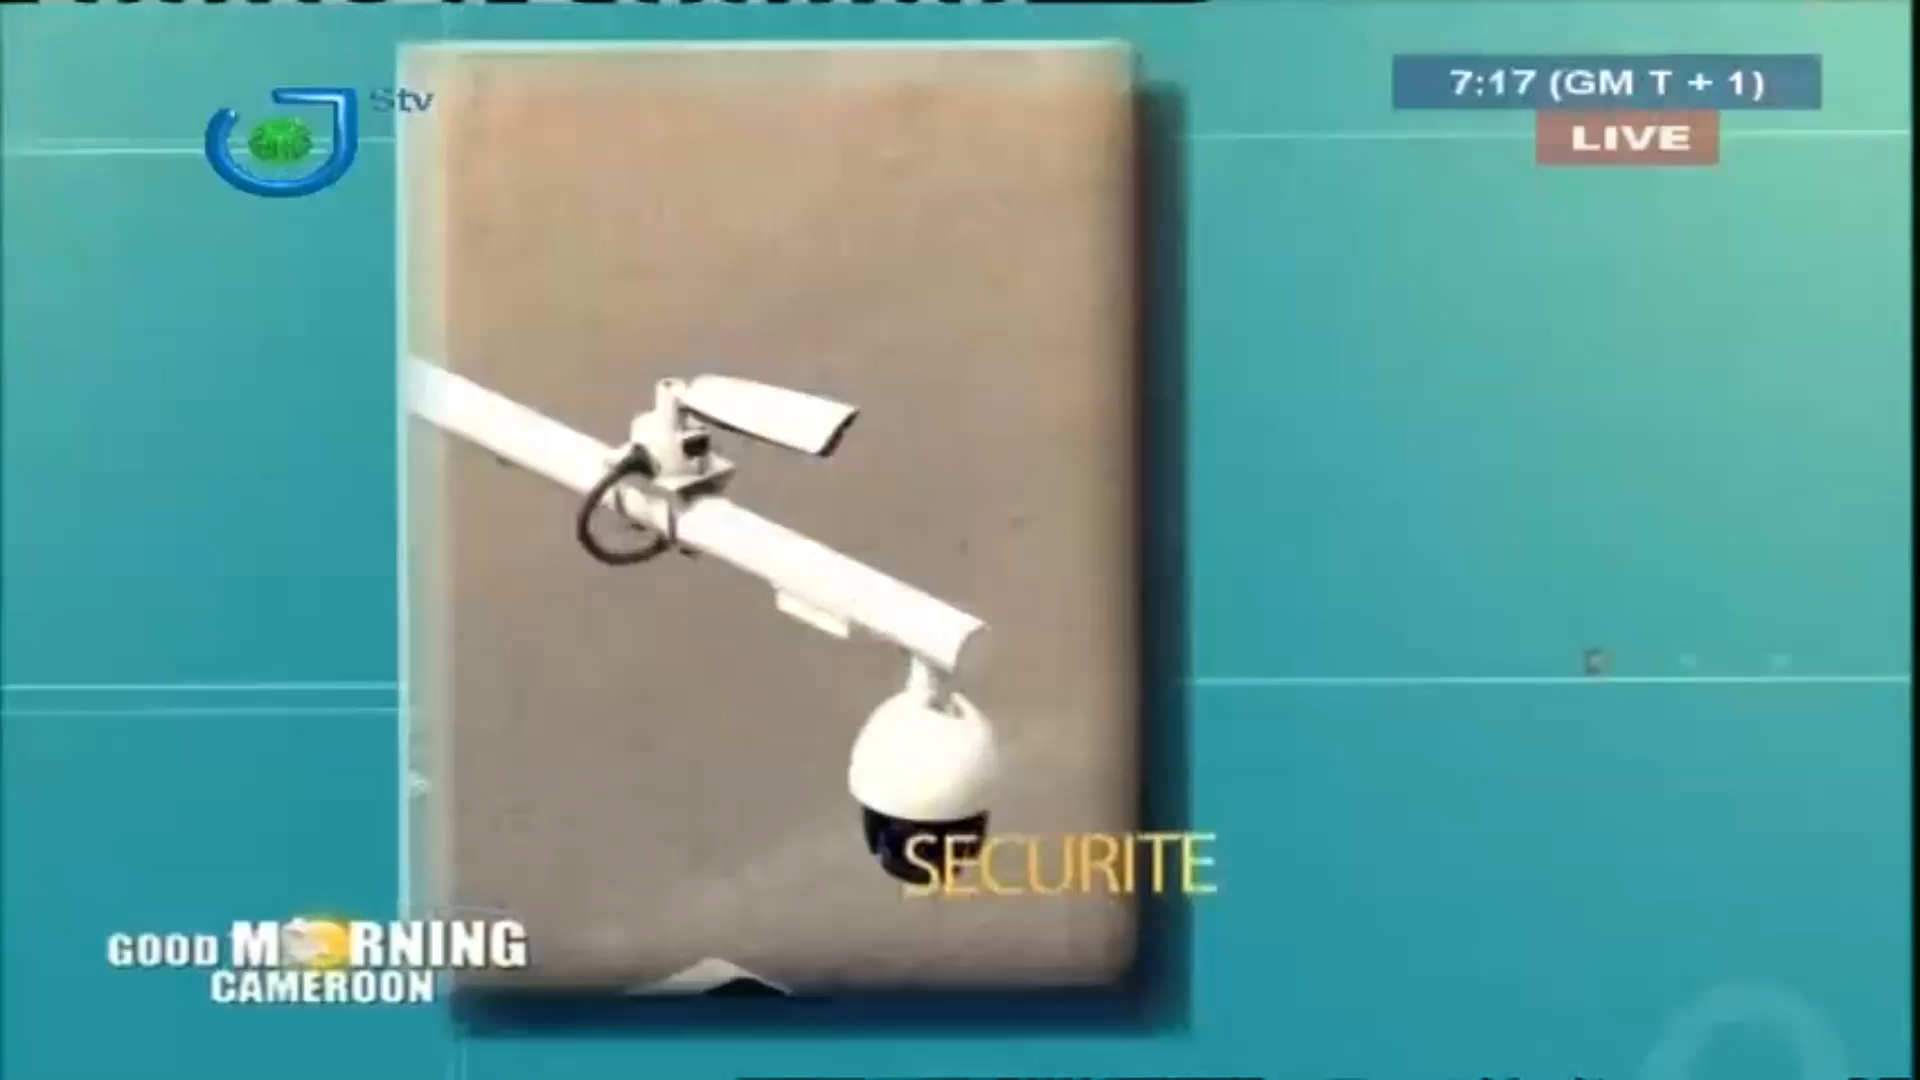 Stv
7:17 (GM T + 1)
LIVE
SECURITE
GOOD MORNING
CAMEROON